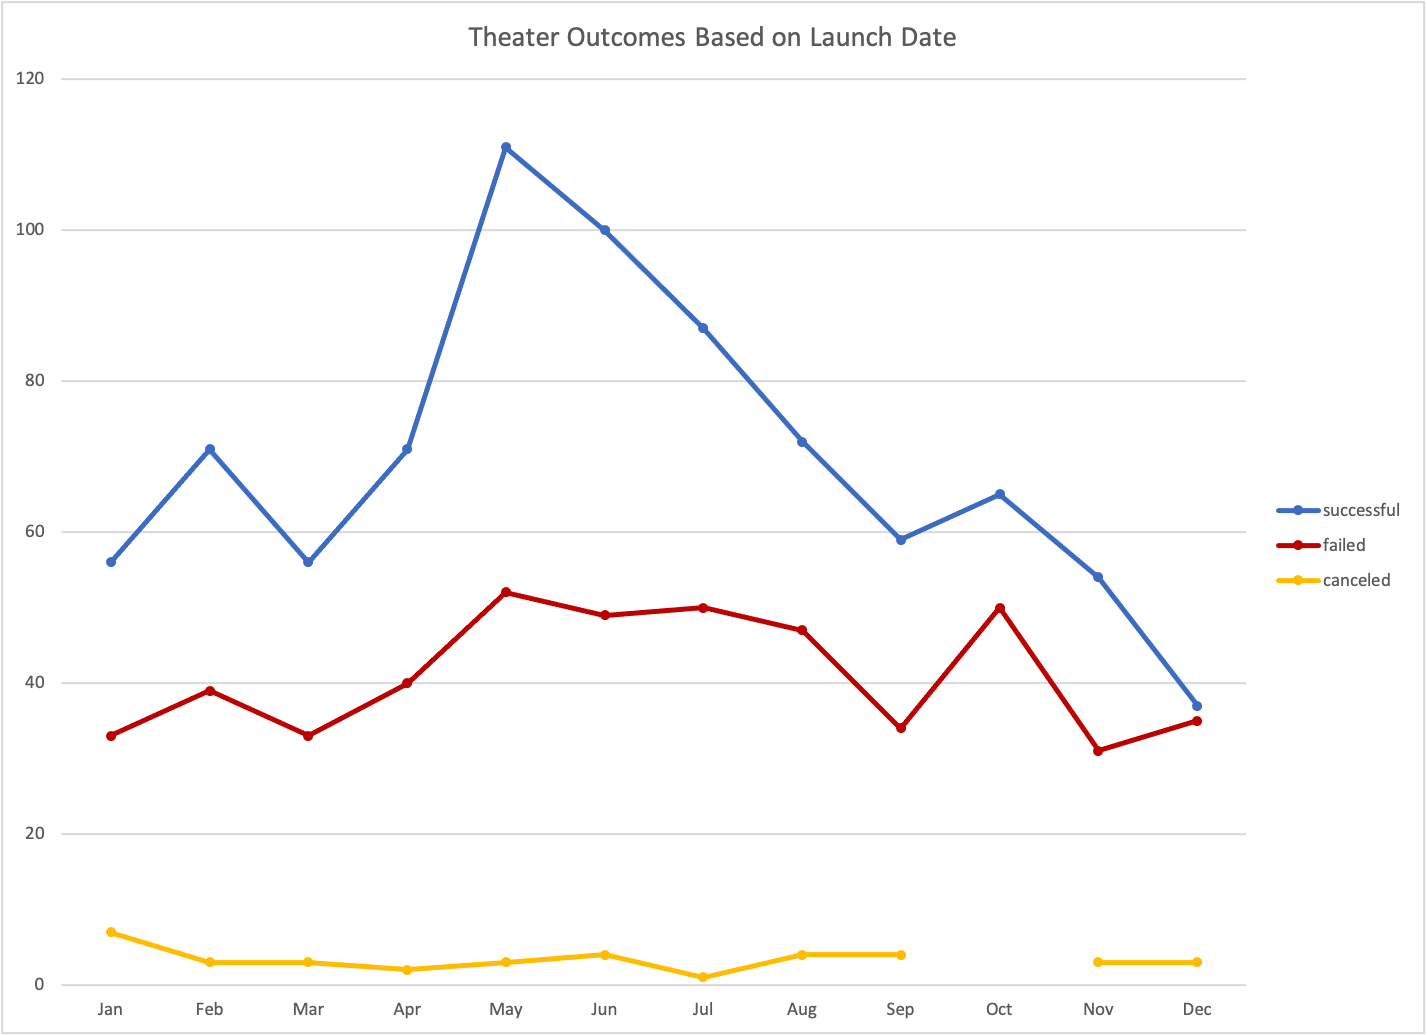 Theater Outcomes Based on Launch Date
120
100
80
60
40
20
0
Jan Feb Mar Apr May Jun Jul Aug Sep Oct Nov Dec
successful
failed
canceled